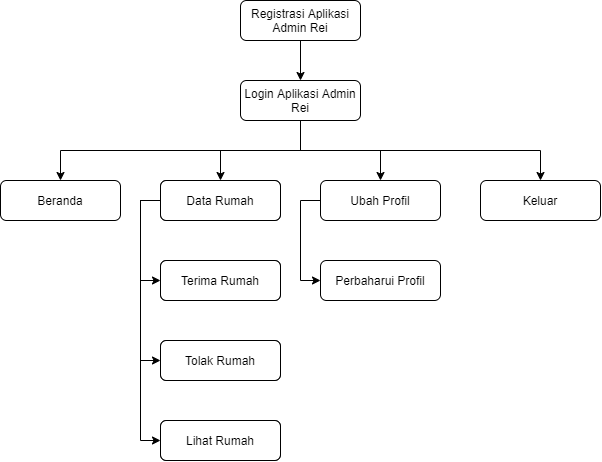 Registrasi Aplikasi
Admin Rei
Login Aplikasi Admin
Rei
Beranda
Data Rumah
Ubah Profil
Keluar
Terima Rumah
Perbaharui Profil
Tolak Rumah
Lihat Rumah